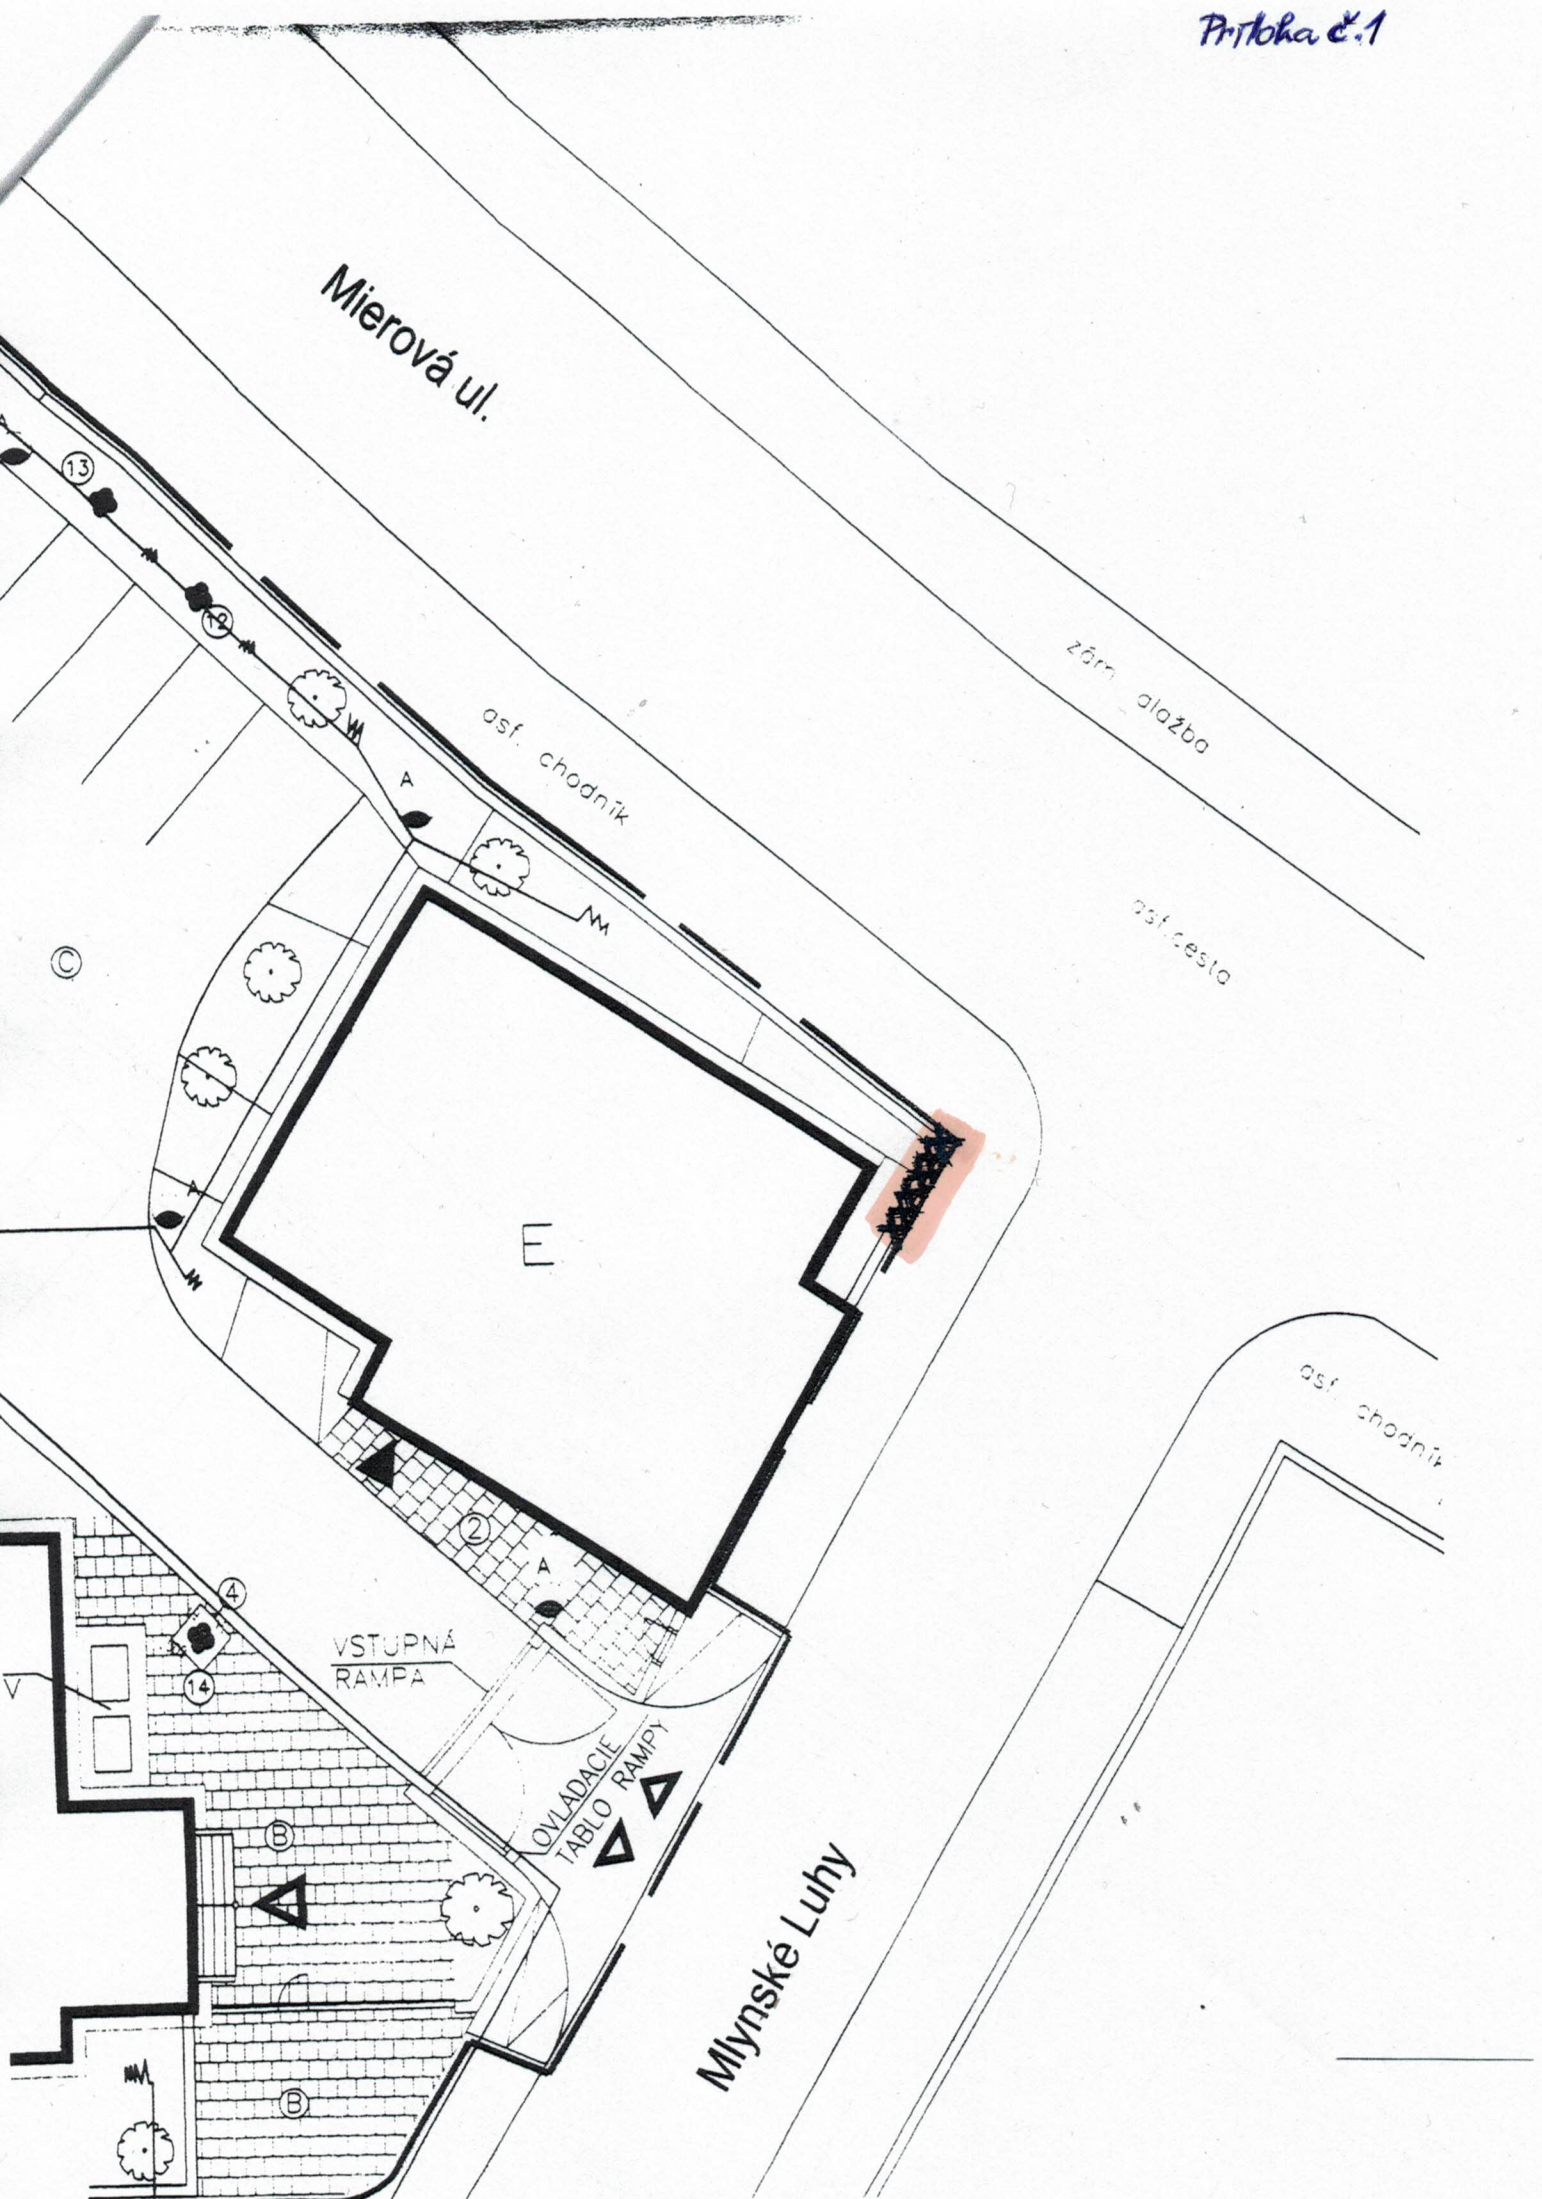 Príloha č.1
Mierová ul.
13
12
zám
dlažba
asf. chodník
A
asf.cesta
C
A
E
asf. chodník
2
A
4
VSTUPNÁ
RAMPA
V
14
OVLÁDACIE
TABLO RAMPY
B
Mlynské Luhy
B